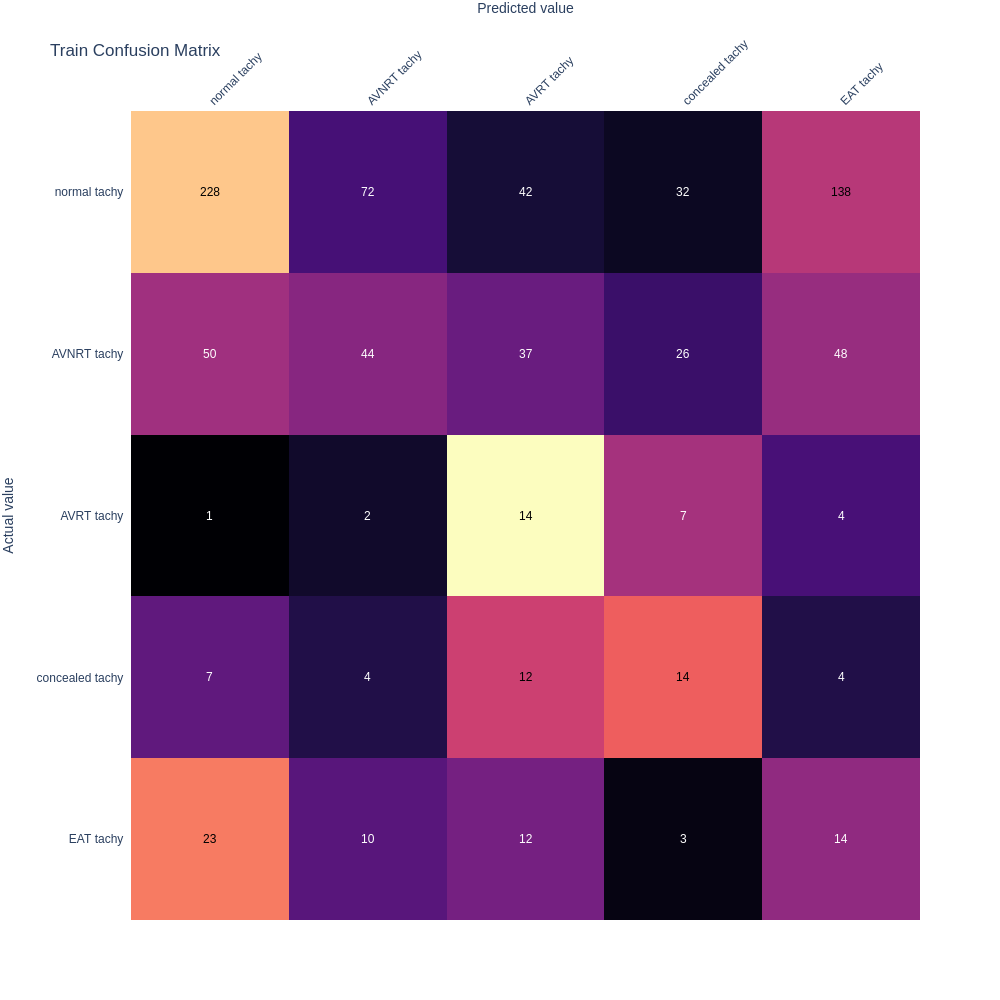 Predicted value
Train Confusion Matrix
normal tachy
AVNRT tachy
AVRT tachy
concealed tachy
EAT tachy
normal tachy 228 72 42 32 138
AVNRT tachy 50 44 37 26 48
Actual value
AVRT tachy 1 2 14 7 4
concealed tachy 7 4 12 14 4
EAT tachy 23 10 12 3 14